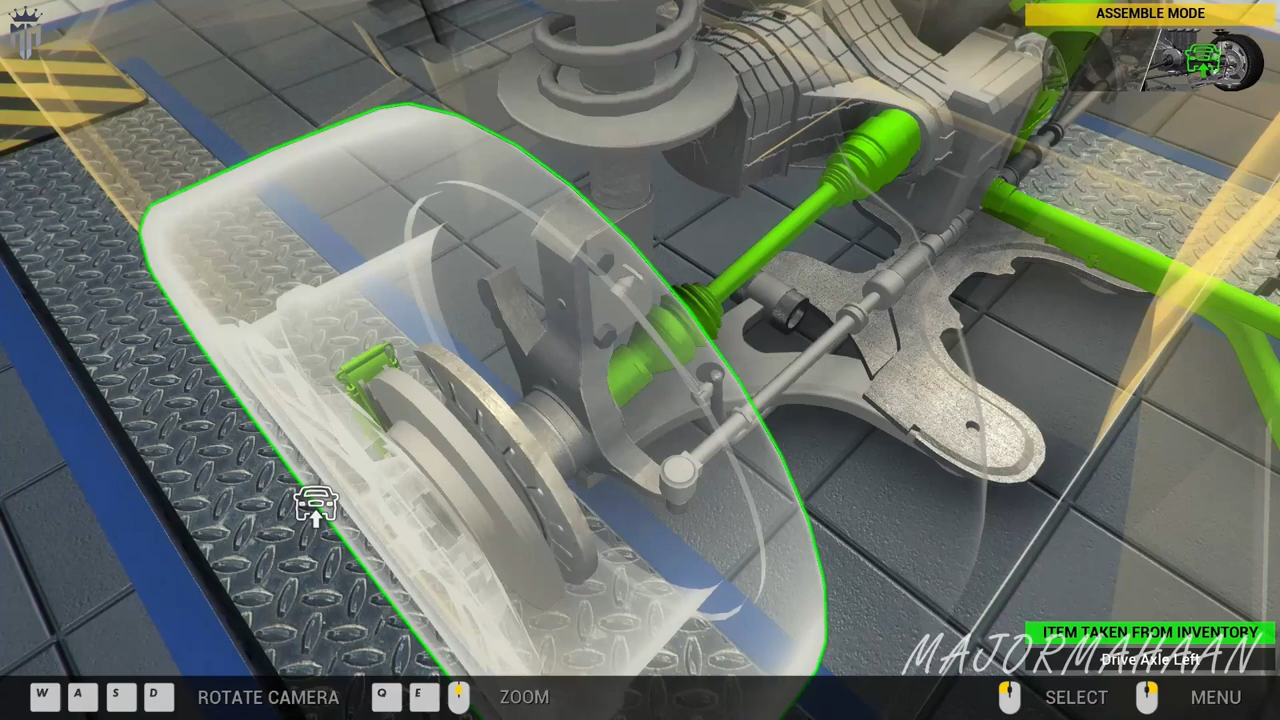 ASSEMBLE MODE
ITEM TAKEN FROM INVENTORY
MAJORMAHAAN
Drive Axle Left
W A S D ROTATE CAMERA Q E ZOOM SELECT MENU